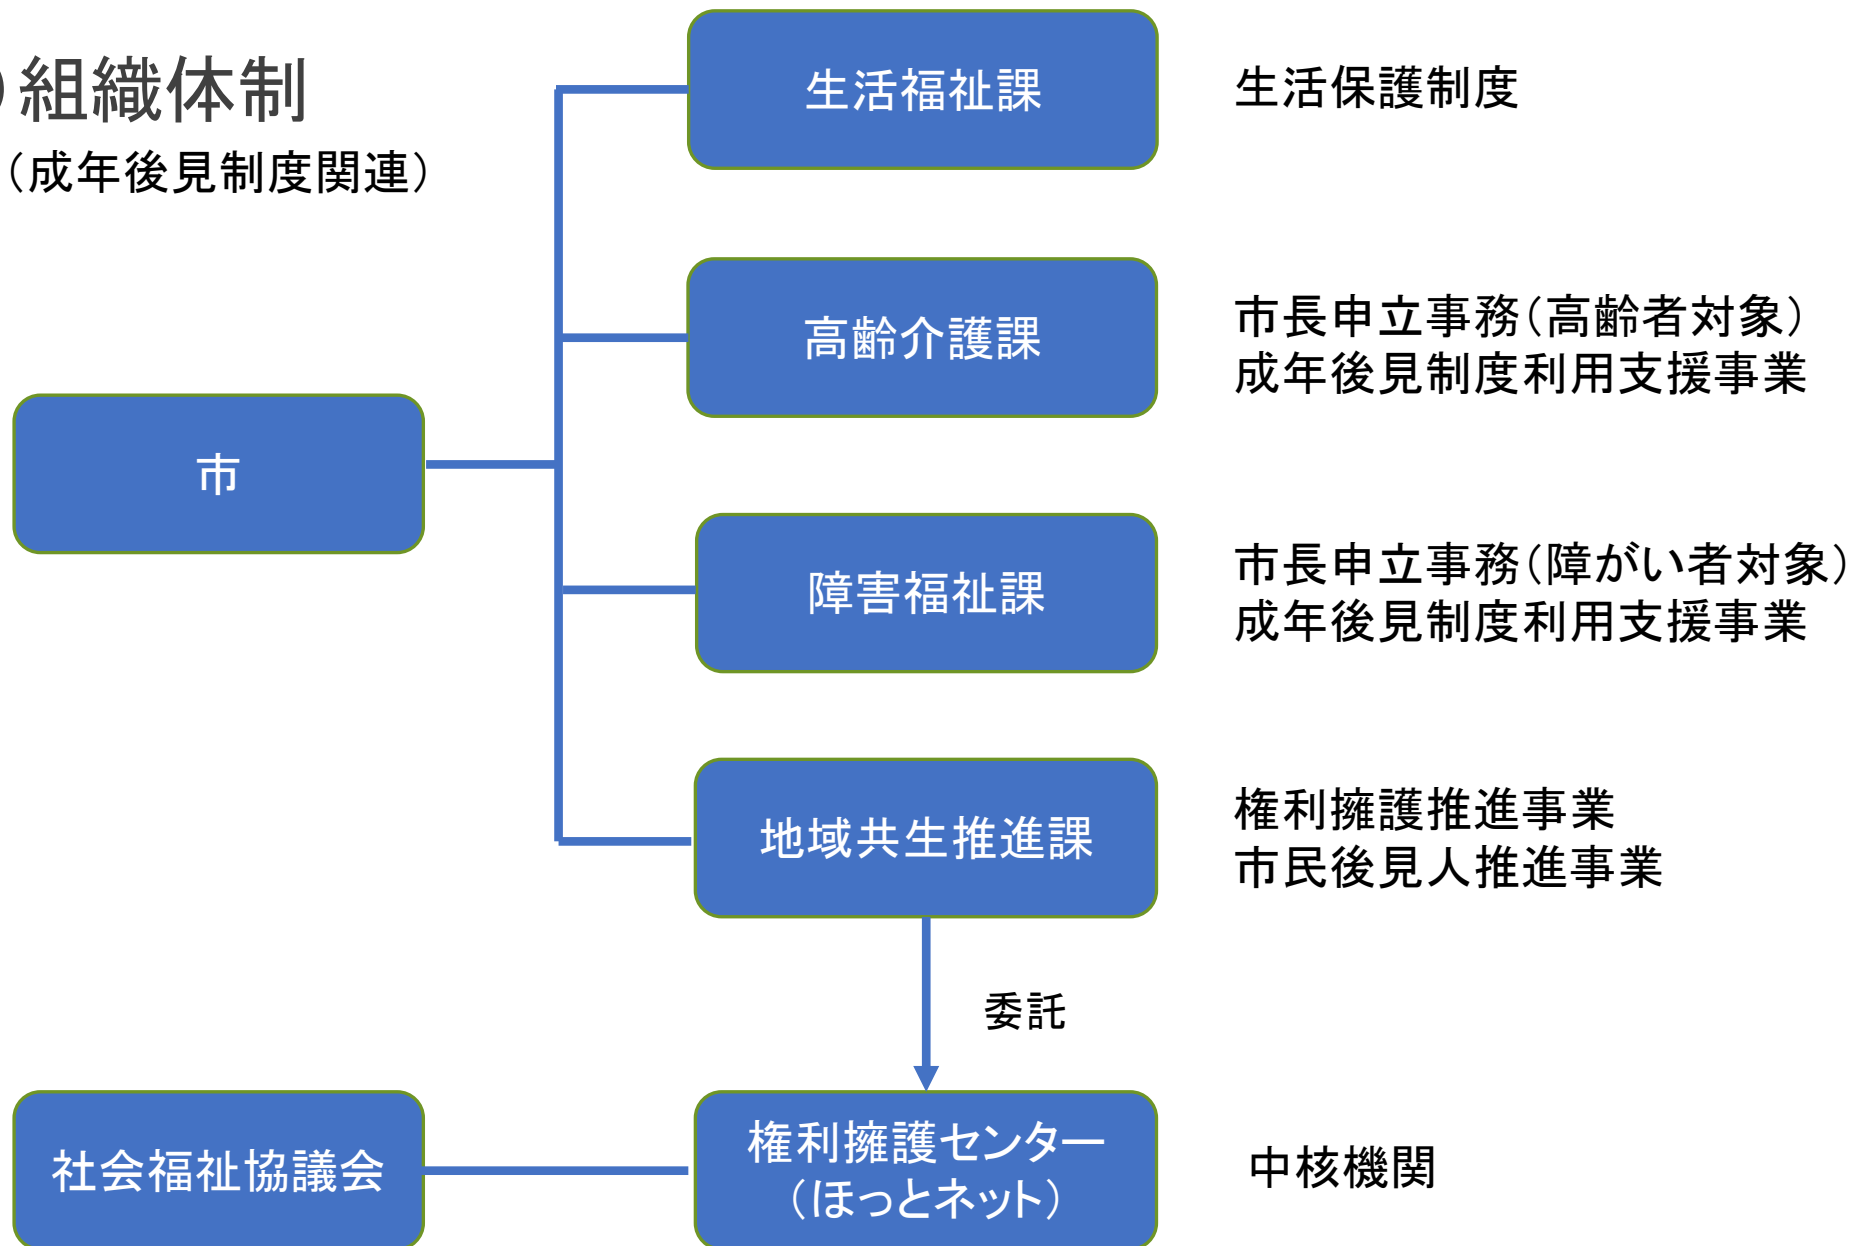 ）組織体制
（成年後見制度関連）
生活福祉課
生活保護制度
高齢介護課
市長申立事務（高齢者対象）
成年後見制度利用支援事業
市
障害福祉課
市長申立事務（障がい者対象）
成年後見制度利用支援事業
地域共生推進課
権利擁護推進事業
市民後見人推進事業
委託
社会福祉協議会
権利擁護センター
（ほっとネット）
中核機関